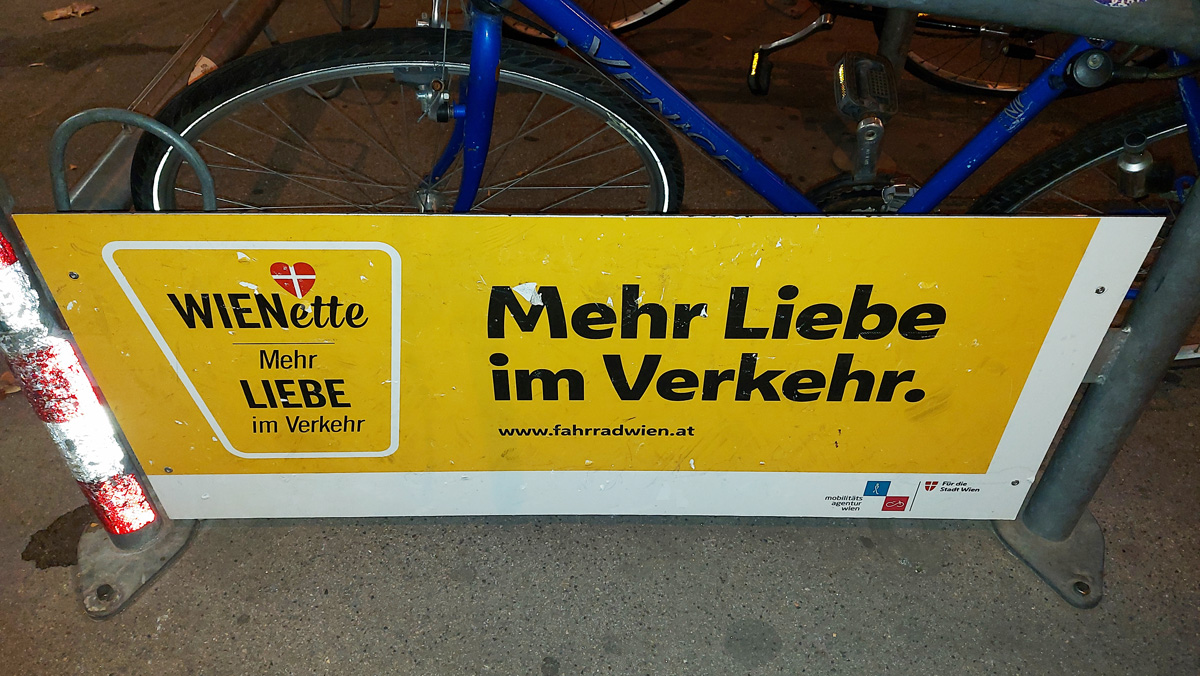 VENICE
WIENette
Mehr
LIEBE
im Verkehr
Mehr Liebe
im Verkehr.
www.fahrradwien.at
mobilitäts
agentur
wien
Für die
Stadt Wien